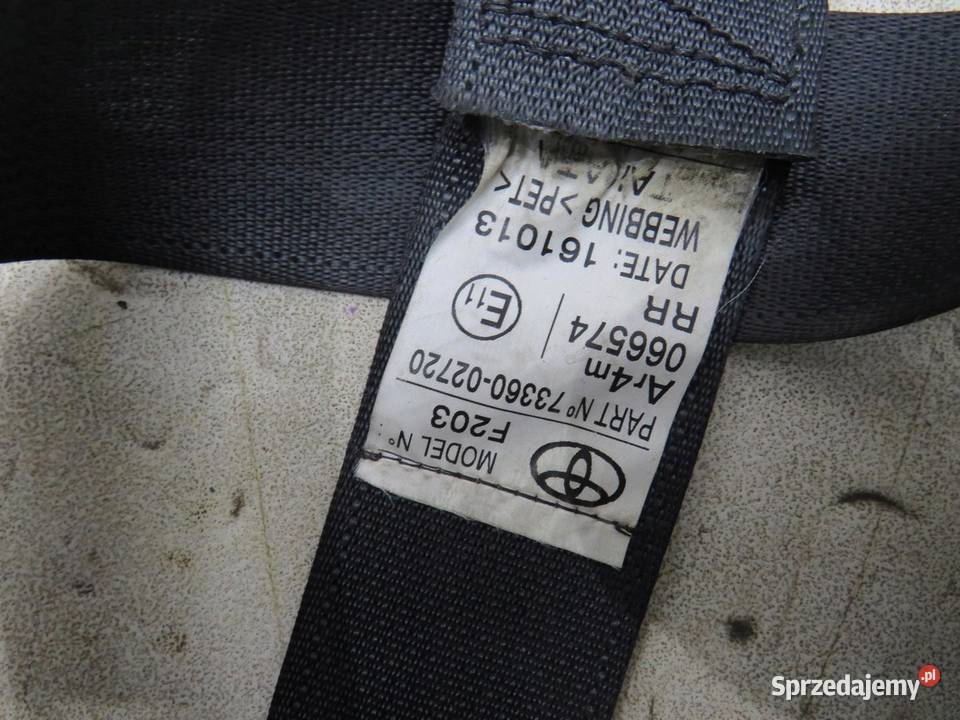 MODEL N°:
F203
PART N° 73360-02720
Ar4m
066574
RR
E11
DATE: 161013
WEBBING >PET<
Sprzedajemy.pl